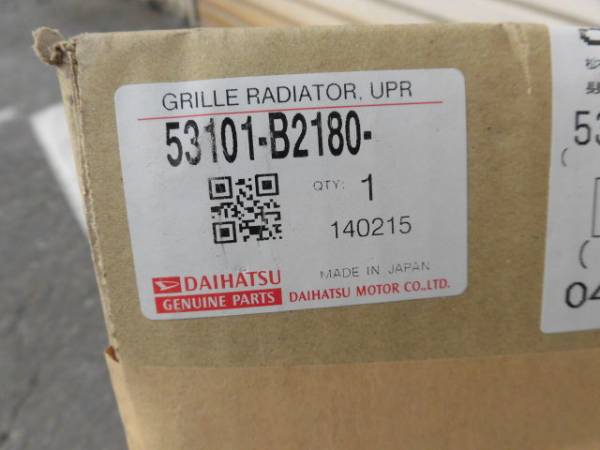 GRILLE RADIATOR, UPR
53101-B2180-
QTY: 1
140215
MADE IN JAPAN
DAIHATSU
GENUINE PARTS
DAIHATSU MOTOR CO.,LTD.
松
53
(
(
04